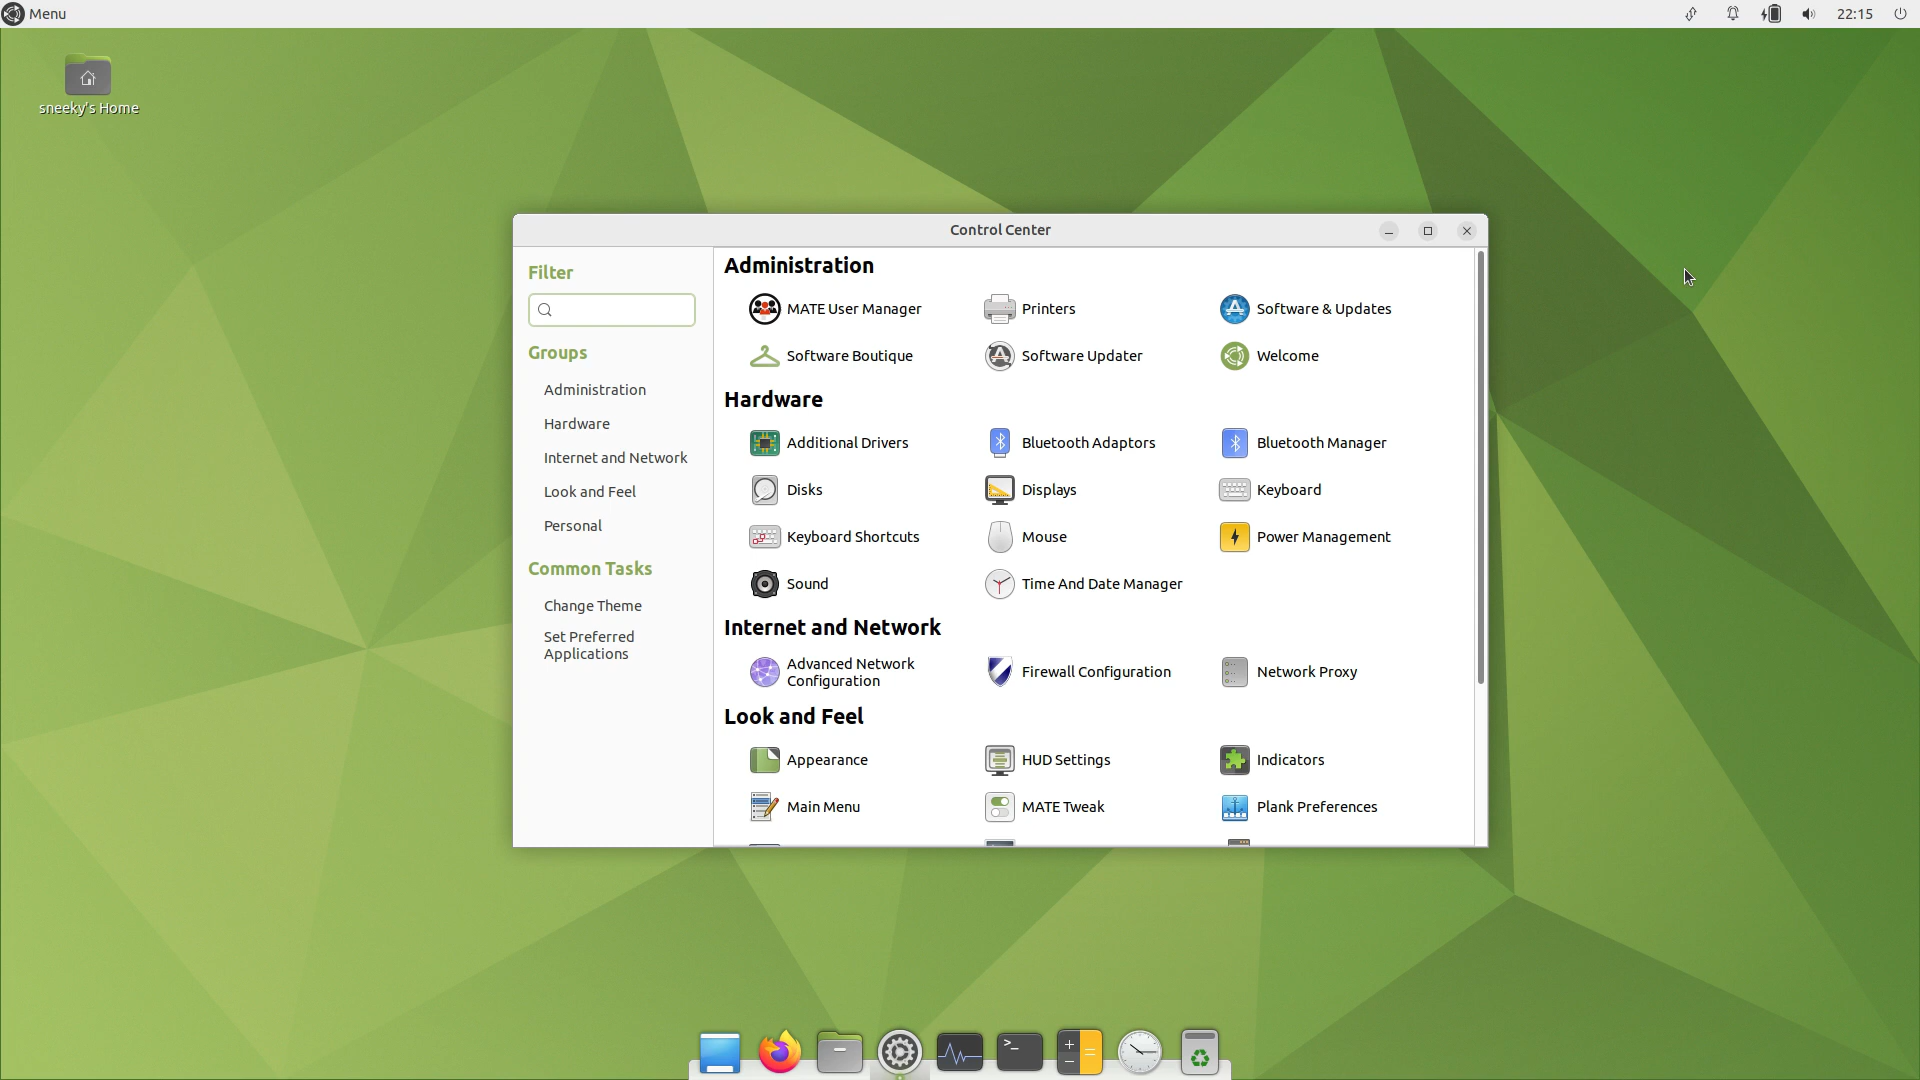 Menu
22:15
sneeky's Home
Control Center
Filter
Groups
Administration
Hardware
Internet and Network
Look and Feel
Personal
Common Tasks
Change Theme
Set Preferred
Applications
Administration
MATE User Manager
Printers
Software & Updates
Software Boutique
Software Updater
Welcome
Hardware
Additional Drivers
Bluetooth Adaptors
Bluetooth Manager
Disks
Displays
Keyboard
Keyboard Shortcuts
Mouse
Power Management
Sound
Time And Date Manager
Internet and Network
Advanced Network
Configuration
Firewall Configuration
Network Proxy
Look and Feel
Appearance
HUD Settings
Indicators
Main Menu
MATE Tweak
Plank Preferences